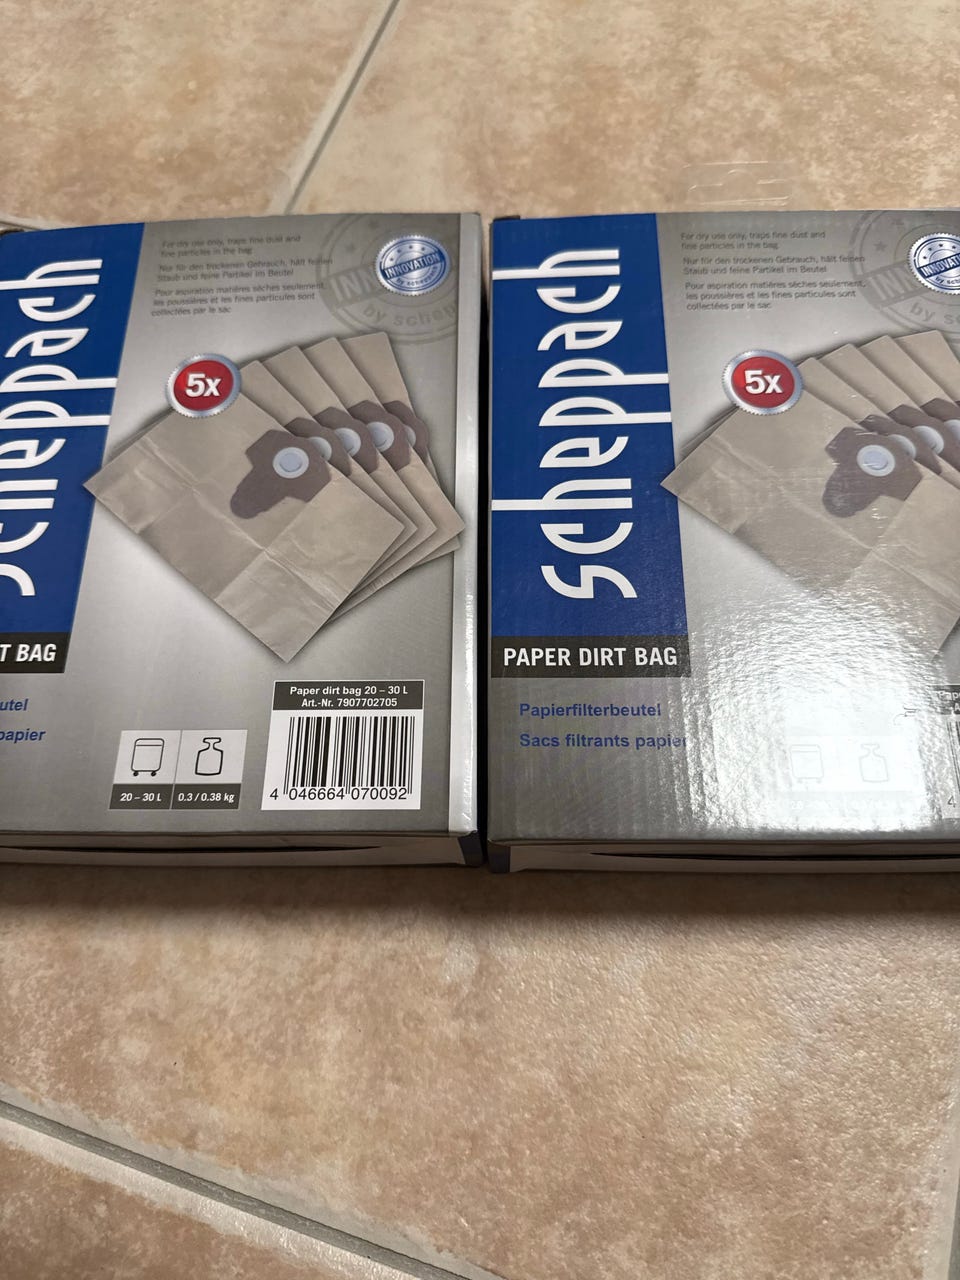 scheppach
For dry use only, traps fine dust and
fine particles in the bag
Nur für den trockenen Gebrauch, hält feinen
Staub und feine Partikel im Beutel
Pour aspiration matières sèches seulement,
les poussières et les fines particules sont
collectées par le sac
INNOVATION
5x
T BAG
utel
papier
20 – 30 L
0.3 / 0.38 kg
Paper dirt bag 20 – 30 L
Art.-Nr. 7907702705
4 046664 070092
scheppach
For dry use only, traps fine dust and
fine particles in the bag
Nur für den trockenen Gebrauch, hält feinen
Staub und feine Partikel im Beutel
Pour aspiration matières sèches seulement,
les poussières et les fines particules sont
collectées par le sac
INNOVATION
5x
PAPER DIRT BAG
Papierfilterbeutel
Sacs filtrants papier
4